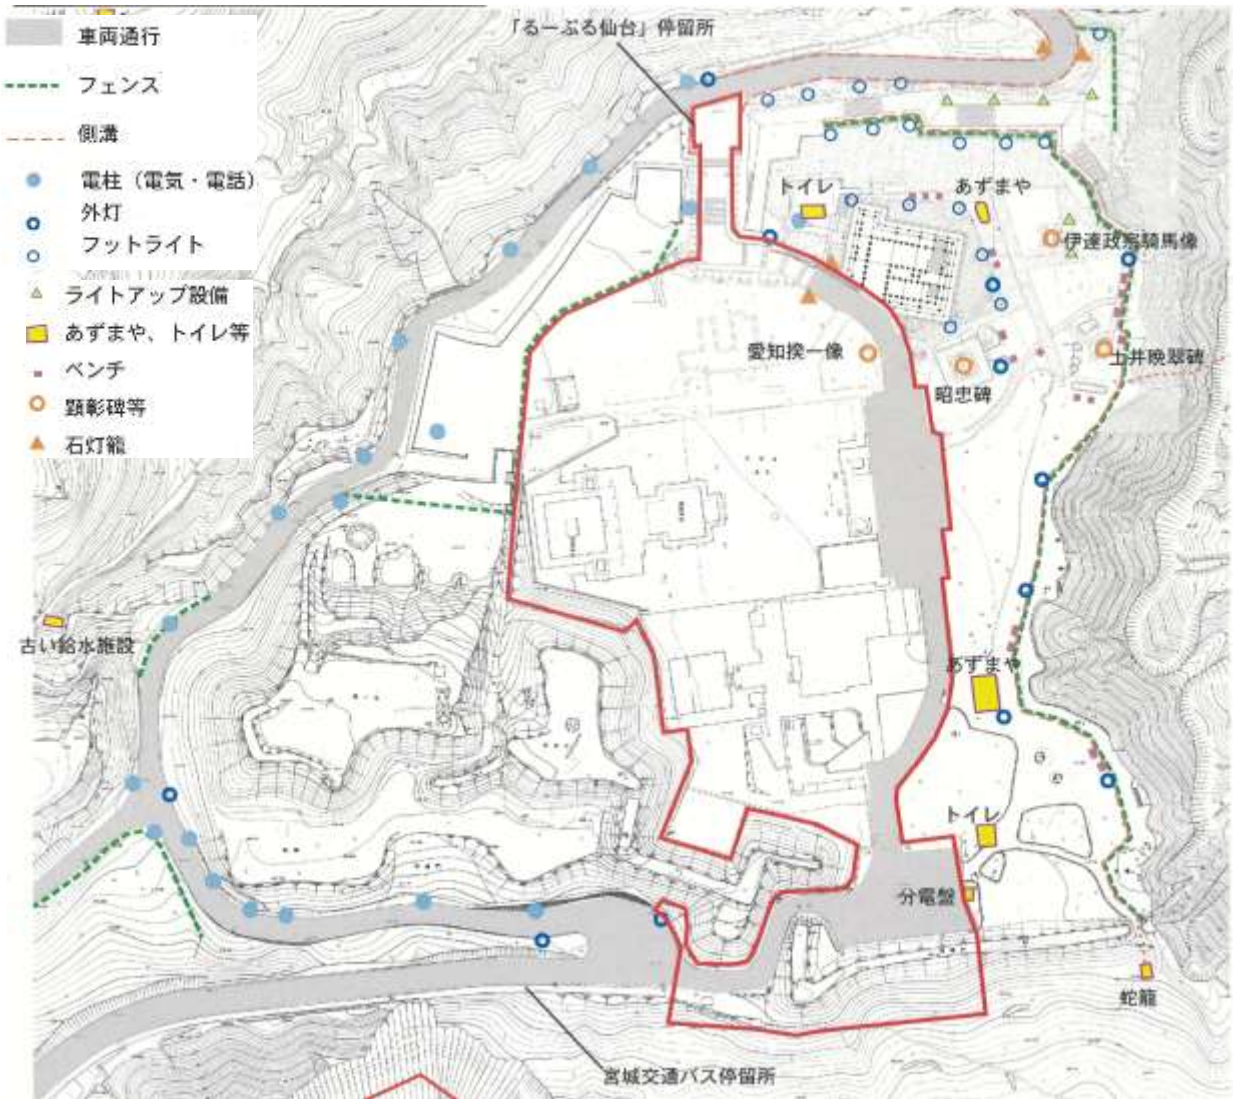 車両通行
フェンス
側溝
電柱（電気・電話）
外灯
フットライト
ライトアップ設備
あずまや、トイレ等
ベンチ
顕彰碑等
石灯籠
「るーぷる仙台」停留所
トイレ
あずまや
伊達政宗騎馬像
愛知揆一像
昭忠碑
土井晩翠碑
古い給水施設
あずまや
トイレ
分電盤
蛇籠
宮城交通バス停留所